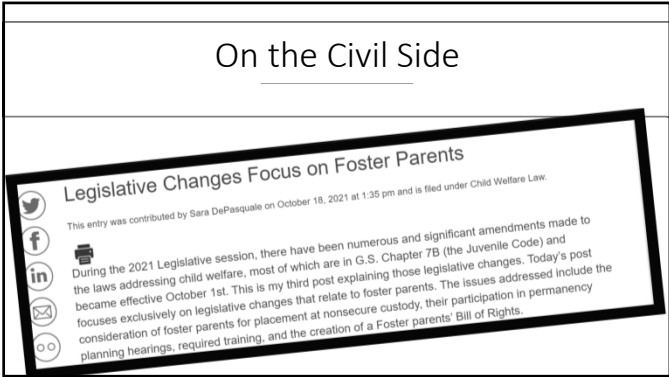 On the Civil Side
Legislative Changes Focus on Foster Parents
This entry was contributed by Sara DePasquale on October 18, 2021 at 1:35 pm and is filed under Child Welfare Law.
During the 2021 Legislative session, there have been numerous and significant amendments made to
the laws addressing child welfare, most of which are in G.S. Chapter 7B (the Juvenile Code) and
became effective October 1st. This is my third post explaining those legislative changes. Today's post
focuses exclusively on legislative changes that relate to foster parents. The issues addressed include the
consideration of foster parents for placement at nonsecure custody, their participation in permanency
planning hearings, required training, and the creation of a Foster parents' Bill of Rights.